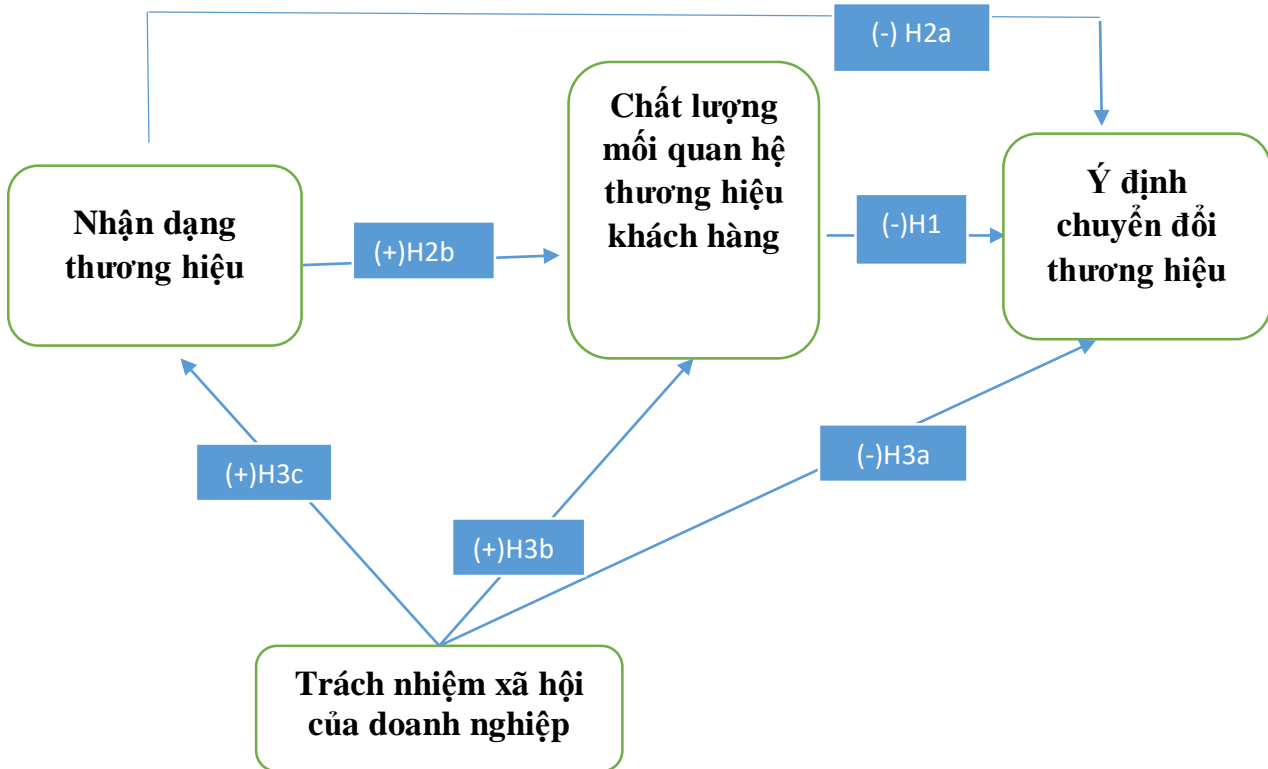 (-) H2a
Nhận dạng
thương hiệu
(+)H2b
Chất lượng
mối quan hệ
thương hiệu
khách hàng
(-)H1
Ý định
chuyển đổi
thương hiệu
(+)H3c
(+)H3b
(-)H3a
Trách nhiệm xã hội
của doanh nghiệp